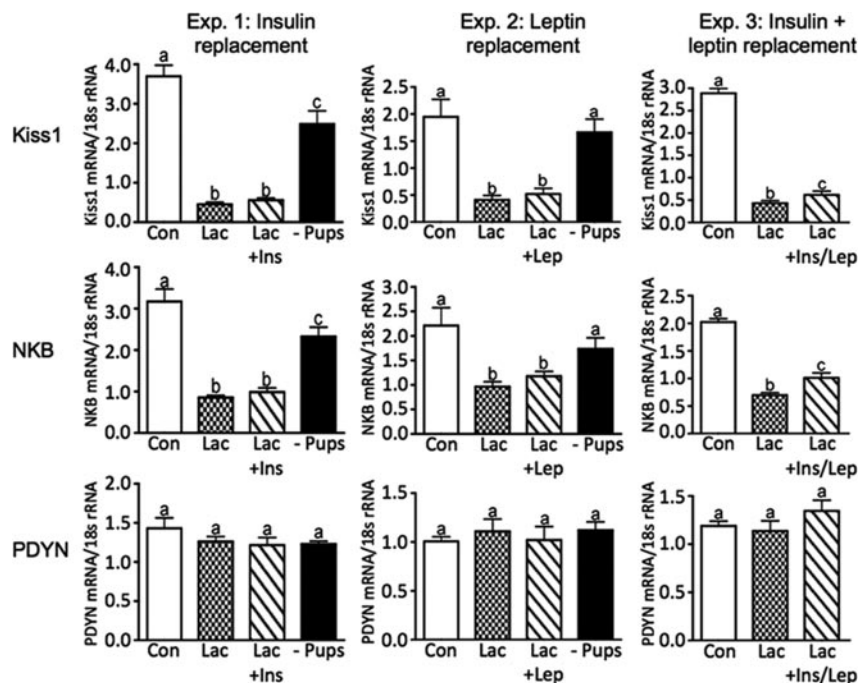 Exp. 1: Insulin replacement
Exp. 2: Leptin replacement
Exp. 3: Insulin + leptin replacement
Kiss1
Kiss1 mRNA/18s rRNA
4.0
3.0
2.0
1.0
0.0
a
b
b
c
Con Lac Lac - Pups
+Ins
Kiss1 mRNA/18s rRNA
2.5
2.0
1.5
1.0
0.5
0.0
a
b
b
a
Con Lac Lac - Pups
+Lep
Kiss1 mRNA/18s rRNA
3.0
2.5
2.0
1.5
1.0
0.5
0.0
a
b
c
Con Lac Lac
+Ins/Lep
NKB
NKB mRNA/18s rRNA
4.0
3.0
2.0
1.0
0.0
a
b
b
c
Con Lac Lac - Pups
+Ins
NKB mRNA/18s rRNA
3.0
2.5
2.0
1.5
1.0
0.5
0.0
a
b
b
a
Con Lac Lac - Pups
+Lep
NKB mRNA/18s rRNA
2.5
2.0
1.5
1.0
0.5
0.0
a
b
c
Con Lac Lac
+Ins/Lep
PDYN
PDYN mRNA/18s rRNA
2.0
1.5
1.0
0.5
0.0
a
a
a
a
Con Lac Lac - Pups
+Ins
PDYN mRNA/18s rRNA
1.5
1.0
0.5
0.0
a
a
a
a
Con Lac Lac - Pups
+Lep
PDYN mRNA/18s rRNA
1.5
1.0
0.5
0.0
a
a
a
Con Lac Lac
+Ins/Lep